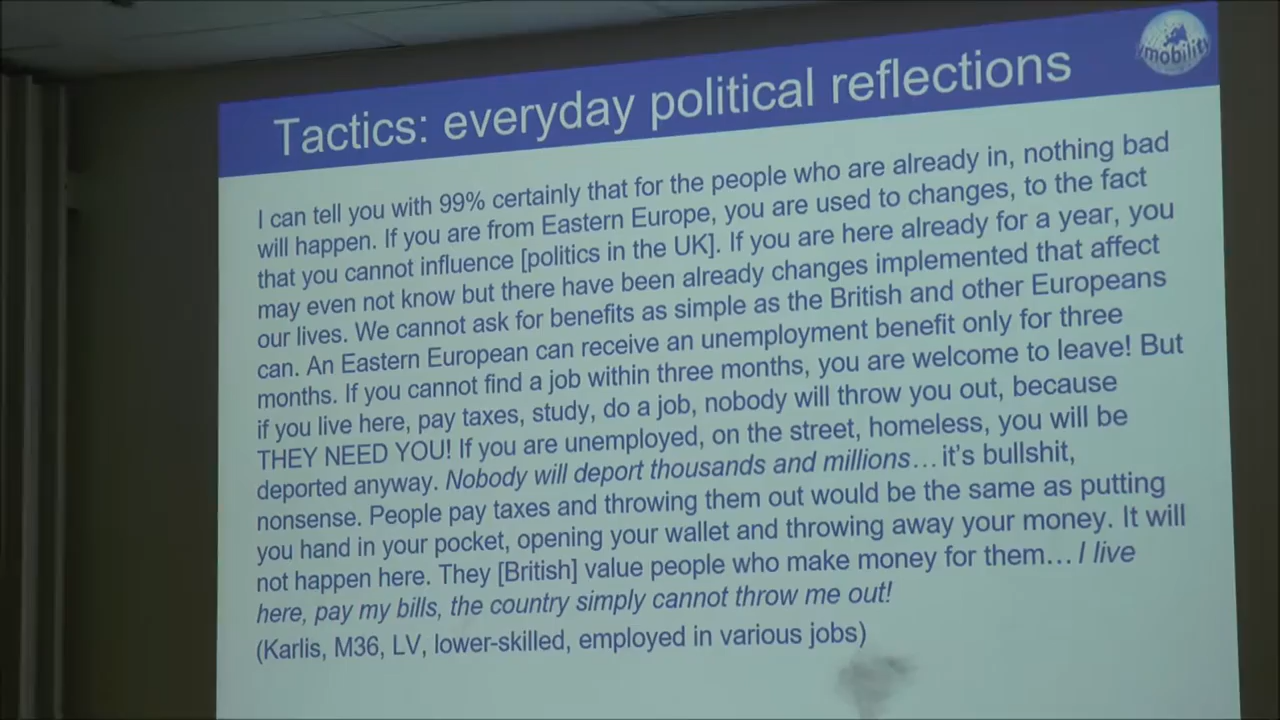 ymobility
Tactics: everyday political reflections
I can tell you with 99% certainly that for the people who are already in, nothing bad
will happen. If you are from Eastern Europe, you are used to changes, to the fact
that you cannot influence [politics in the UK]. If you are here already for a year, you
may even not know but there have been already changes implemented that affect
our lives. We cannot ask for benefits as simple as the British and other Europeans
can. An Eastern European can receive an unemployment benefit only for three
months. If you cannot find a job within three months, you are welcome to leave! But
if you live here, pay taxes, study, do a job, nobody will throw you out, because
THEY NEED YOU! If you are unemployed, on the street, homeless, you will be
deported anyway. Nobody will deport thousands and millions… it's bullshit,
nonsense. People pay taxes and throwing them out would be the same as putting
you hand in your pocket, opening your wallet and throwing away your money. It will
not happen here. They [British] value people who make money for them… I live
here, pay my bills, the country simply cannot throw me out!
(Karlis, M36, LV, lower-skilled, employed in various jobs)